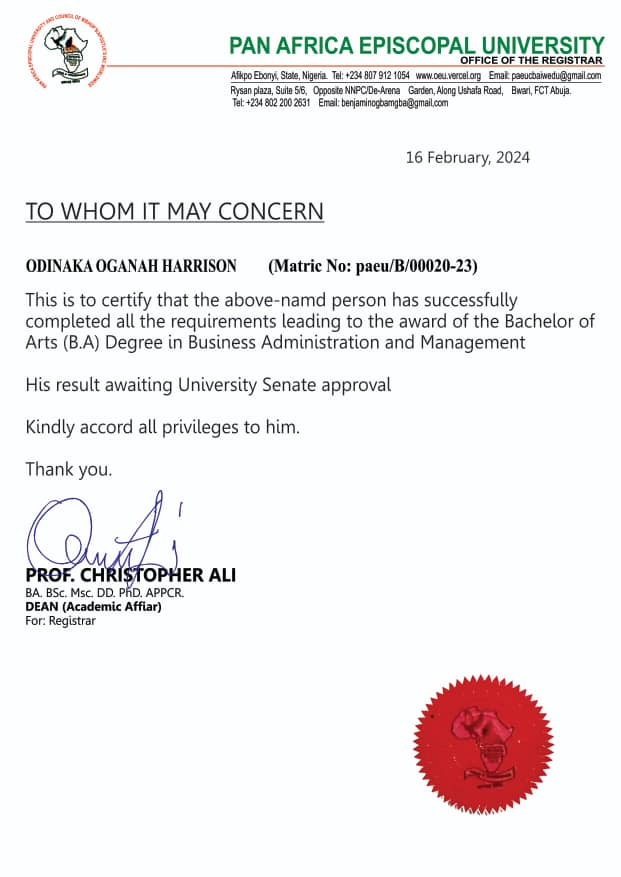 PAN AFRICA EPISCOPAL UNIVERSITY
OFFICE OF THE REGISTRAR
Afikpo Ebonyi, State, Nigeria. Tel: +234 807 912 1054 www.oeu.vercel.org Email: paeucbaiwedu@gmail.com
Rysan plaza, Suite 5/6, Opposite NNPC/De-Arena Garden, Along Ushafa Road, Bwari, FCT Abuja.
Tel: +234 802 200 2631 Email: benjaminogbamgba@gmail,com
16 February, 2024
TO WHOM IT MAY CONCERN
ODINAKA OGANAH HARRISON (Matric No: paeu/B/00020-23)
This is to certify that the above-namd person has successfully
completed all the requirements leading to the award of the Bachelor of
Arts (B.A) Degree in Business Administration and Management
His result awaiting University Senate approval
Kindly accord all privileges to him.
Thank you.
PROF. CHRISTOPHER ALI
BA. BSc. Msc. DD. PhD. APPCR.
DEAN (Academic Affiar)
For: Registrar